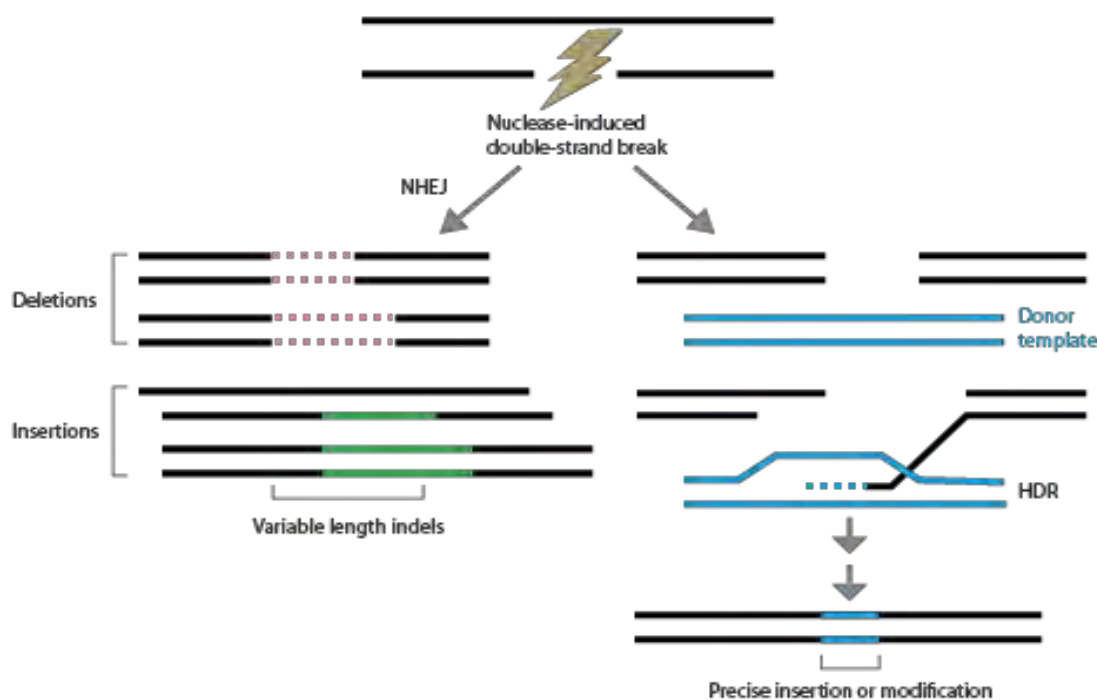 Nuclease-induced
double-strand break
NHEJ
Deletions
Donor
template
Insertions
HDR
Variable length indels
Precise insertion or modification